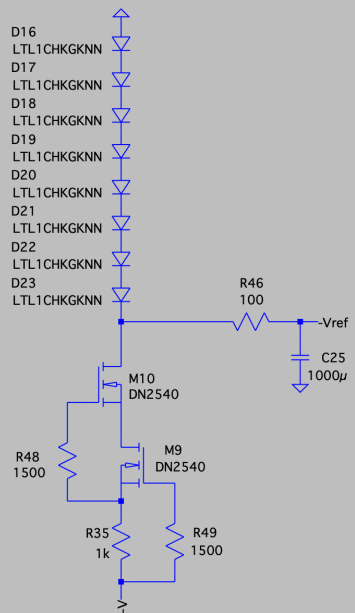 D16
LTL1CHKGKNN
D17
LTL1CHKGKNN
D18
LTL1CHKGKNN
D19
LTL1CHKGKNN
D20
LTL1CHKGKNN
D21
LTL1CHKGKNN
D22
LTL1CHKGKNN
D23
LTL1CHKGKNN
R46
100
-Vref
C25
1000µ
M10
DN2540
R48
1500
M9
DN2540
R35
1k
R49
1500
-V